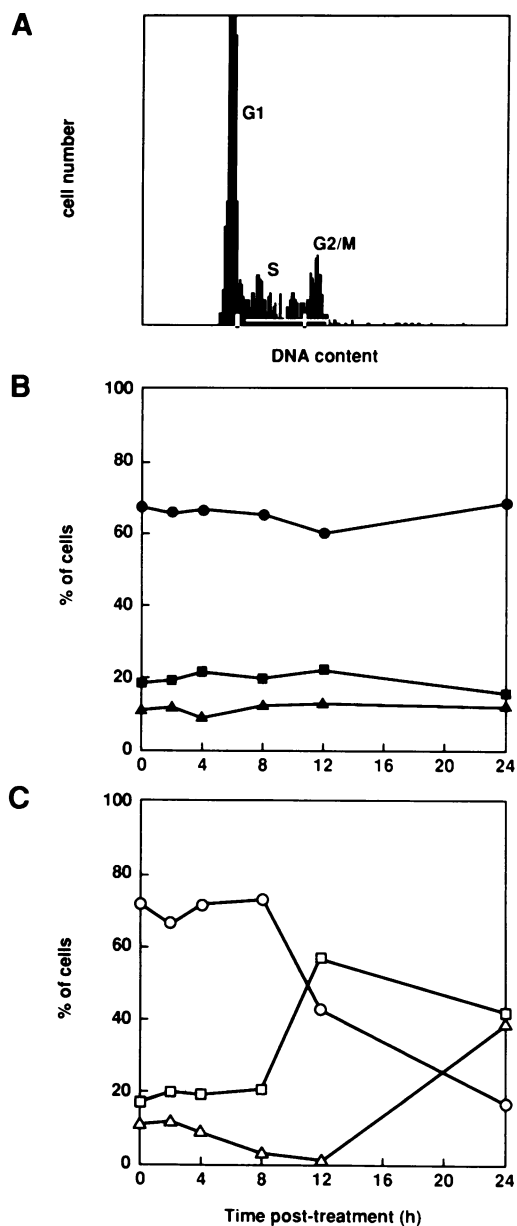 A
cell number
G1
S
G2/M
DNA content
B
% of cells
100
80
60
40
20
0
0 4 8 12 16 20 24
C
% of cells
100
80
60
40
20
0
0 4 8 12 16 20 24
Time post-treatment (h)